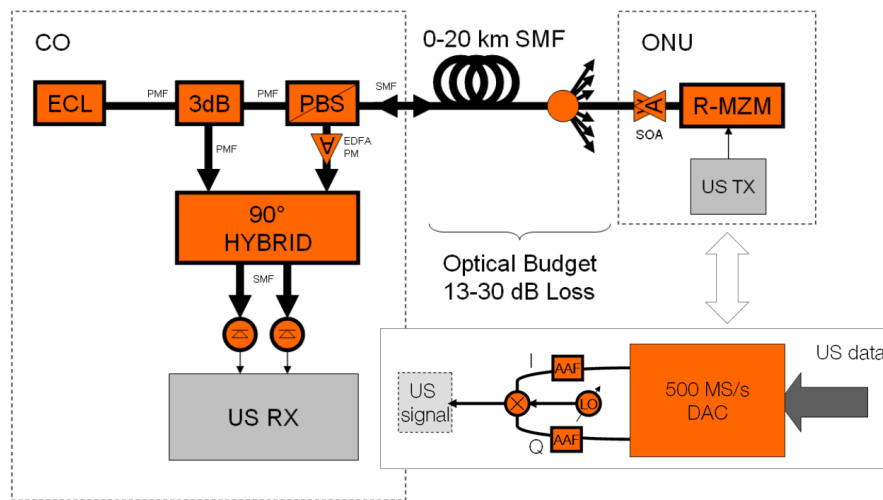 CO
0-20 km SMF
ONU
ECL
PMF
3dB
PMF
PBS
SMF
R-MZM
SOA
EDFA
PM
PMF
US TX
90°
HYBRID
Optical Budget
13-30 dB Loss
SMF
US RX
US
signal
I
AAF
LO
Q
AAF
500 MS/s
DAC
US data